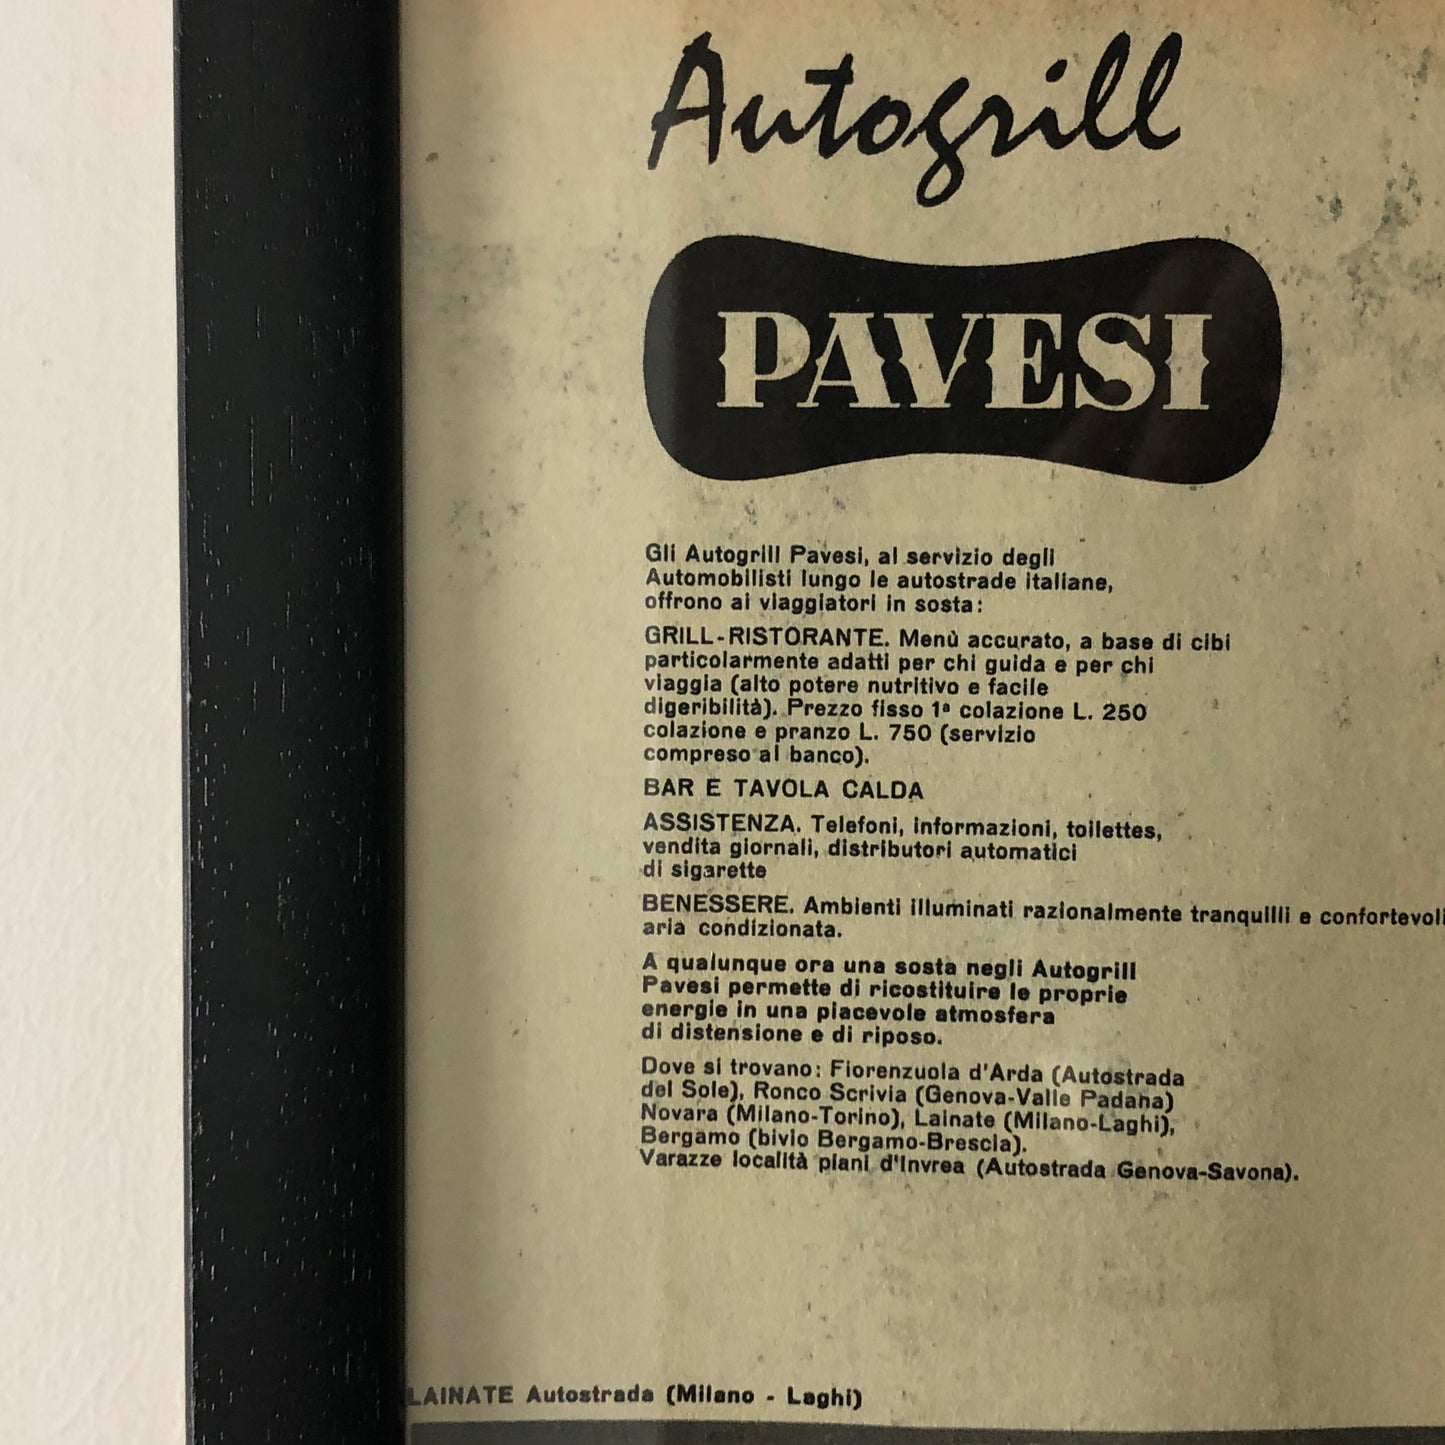 Autogrill
PAVESI
Gli Autogrill Pavesi, al servizio degli
Automobilisti lungo le autostrade italiane,
offrono ai viaggiatori in sosta:
GRILL-RISTORANTE. Menù accurato, a base di cibi
particolarmente adatti per chi guida e per chi
viaggia (alto potere nutritivo e facile
digeribilità). Prezzo fisso 1ª colazione L. 250
colazione e pranzo L. 750 (servizio
compreso al banco).
BAR E TAVOLA CALDA
ASSISTENZA. Telefoni, informazioni, toilettes,
vendita giornali, distributori automatici
di sigarette
BENESSERE. Ambienti illuminati razionalmente tranquilli e confortevoli
aria condizionata.
A qualunque ora una sosta negli Autogrill
Pavesi permette di ricostituire le proprie
energie in una piacevole atmosfera
di distensione e di riposo.
Dove si trovano: Fiorenzuola d'Arda (Autostrada
del Sole), Ronco Scrivia (Genova-Valle Padana)
Novara (Milano-Torino), Lainate (Milano-Laghi),
Bergamo (bivio Bergamo-Brescia).
Varazze località piani d'Invrea (Autostrada Genova-Savona).
LAINATE Autostrada (Milano - Laghi)